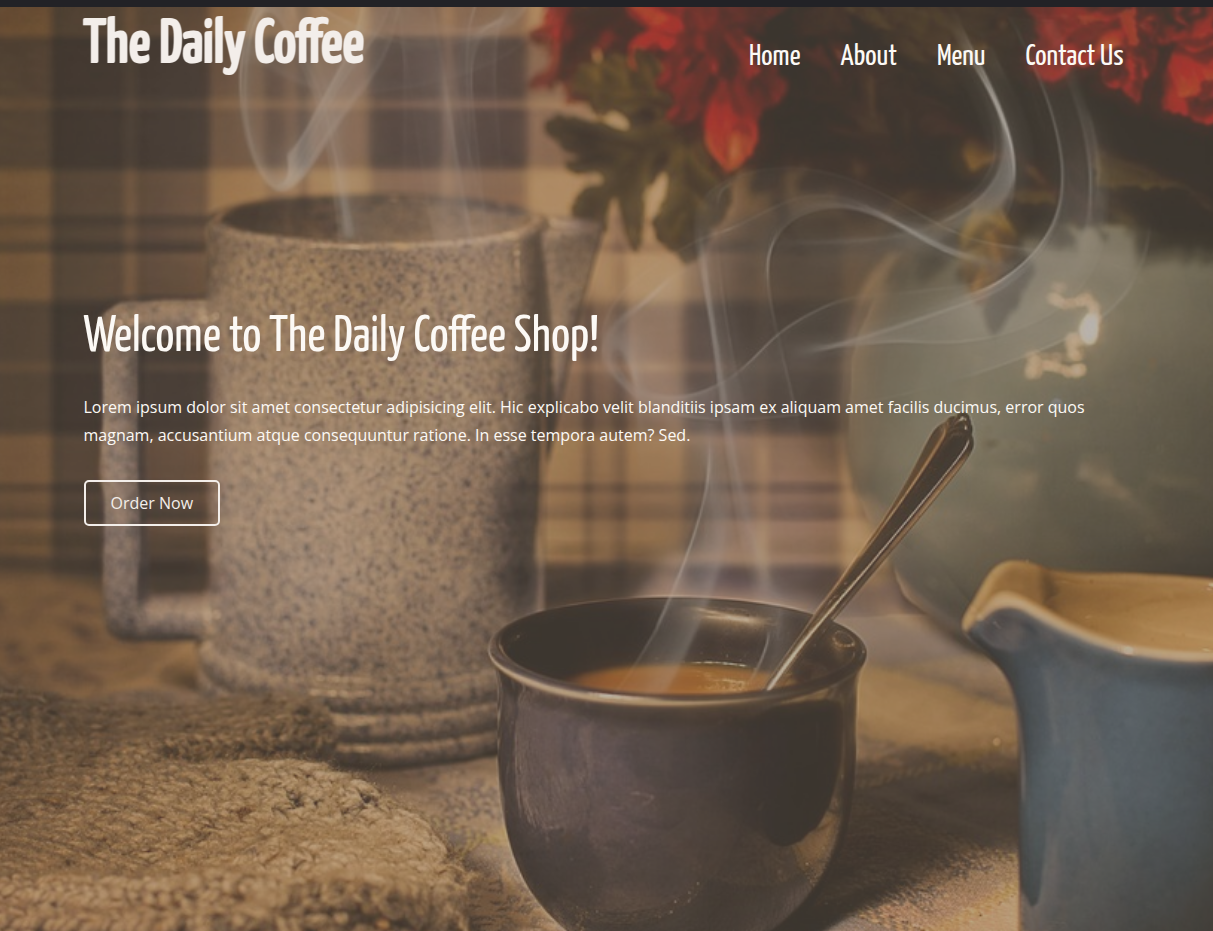 The Daily Coffee
Home About Menu Contact Us
Welcome to The Daily Coffee Shop!
Lorem ipsum dolor sit amet consectetur adipisicing elit. Hic explicabo velit blanditiis ipsam ex aliquam amet facilis ducimus, error quos
magnam, accusantium atque consequuntur ratione. In esse tempora autem? Sed.
Order Now